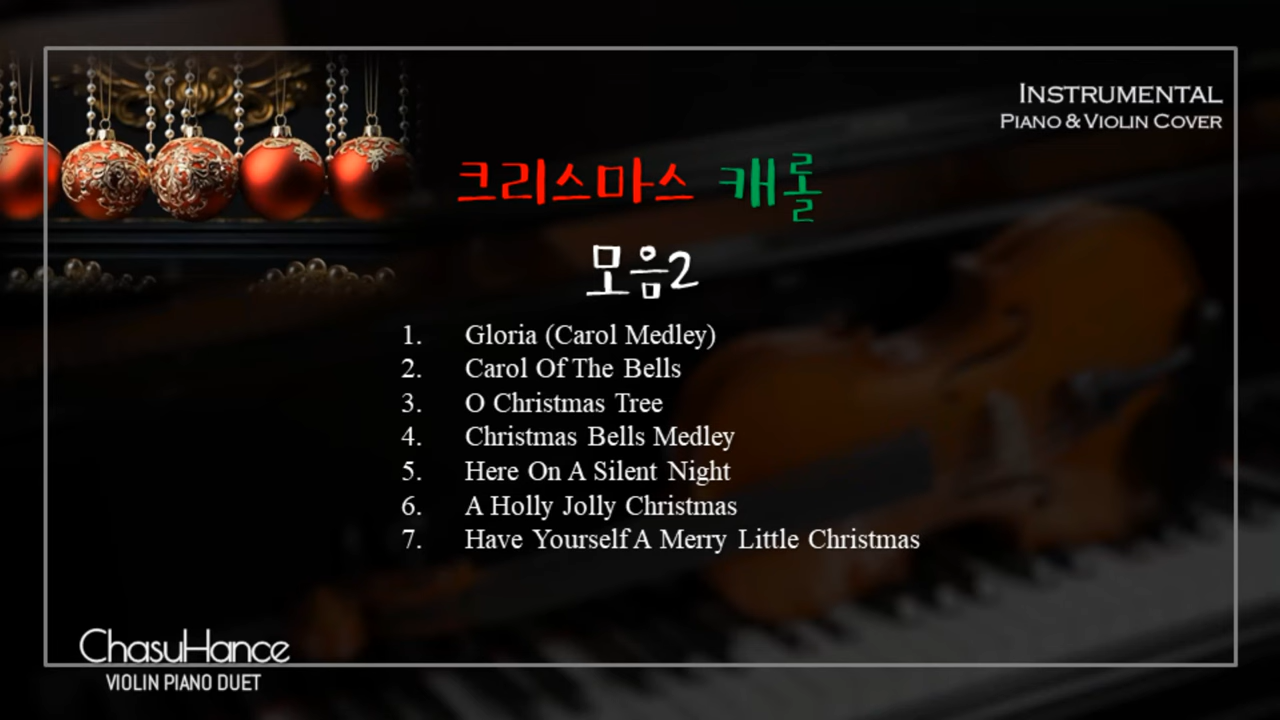 INSTRUMENTAL
PIANO & VIOLIN COVER
크리스마스 캐롤
모음2
1. Gloria (Carol Medley)
2. Carol Of The Bells
3. O Christmas Tree
4. Christmas Bells Medley
5. Here On A Silent Night
6. A Holly Jolly Christmas
7. Have Yourself A Merry Little Christmas
ChasuHance
VIOLIN PIANO DUET